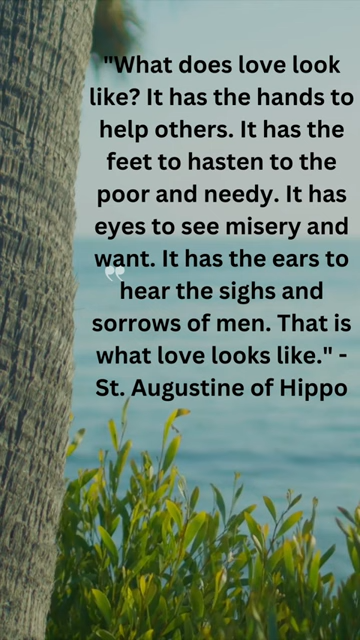 "What does love look
like? It has the hands to
help others. It has the
feet to hasten to the
poor and needy. It has
eyes to see misery and
want. It has the ears to
hear the sighs and
sorrows of men. That is
what love looks like." -
St. Augustine of Hippo